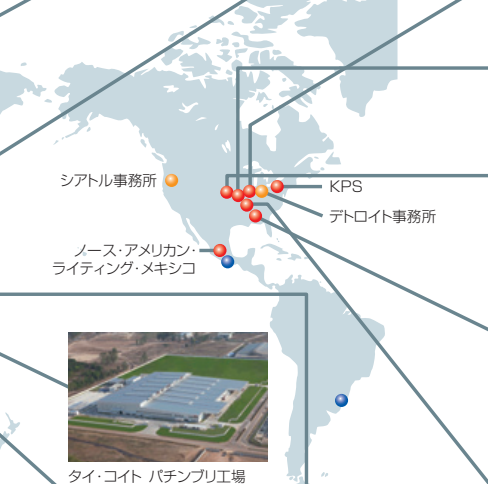 シアトル事務所
KPS
デトロイト事務所
ノース・アメリカン・
ライティング・メキシコ
タイ・コイト パチンブリ工場